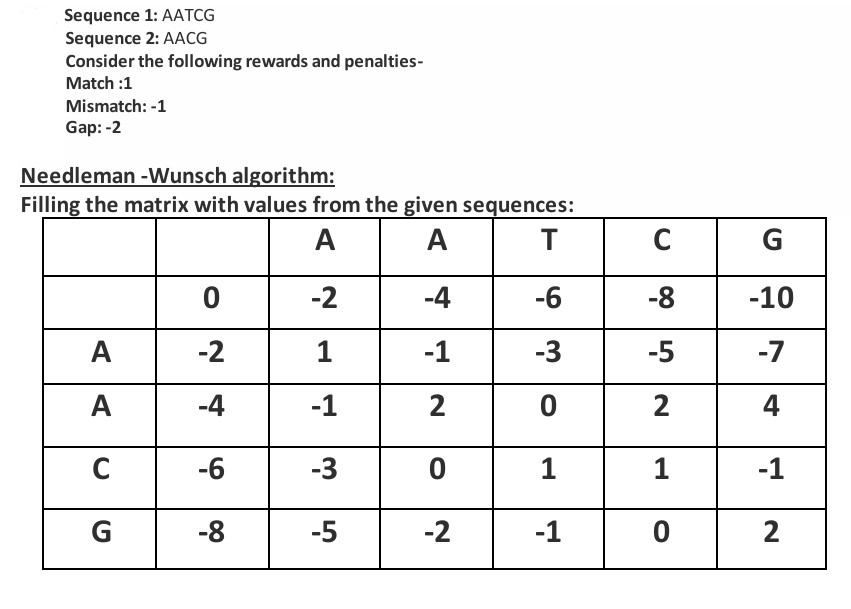 Sequence 1: AATCG
Sequence 2: AACG
Consider the following rewards and penalties-
Match :1
Mismatch: -1
Gap: -2
Needleman -Wunsch algorithm:
Filling the matrix with values from the given sequences:
A A T C G
0 -2 -4 -6 -8 -10
A -2 1 -1 -3 -5 -7
A -4 -1 2 0 2 4
C -6 -3 0 1 1 -1
G -8 -5 -2 -1 0 2